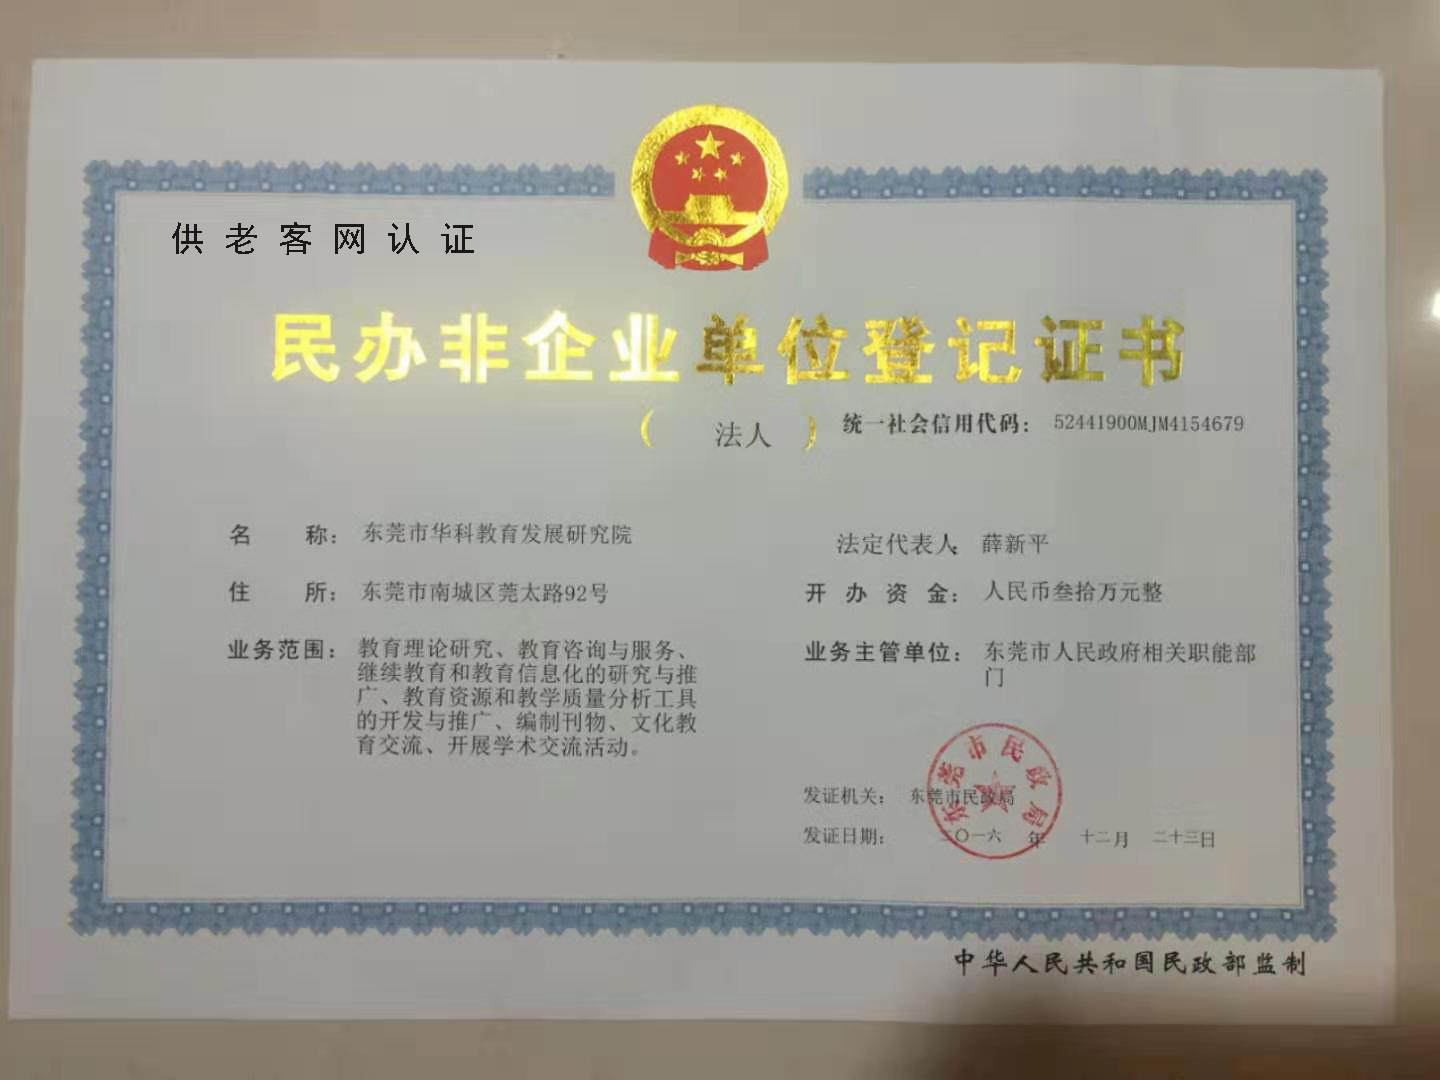 供老客网认证
民办非企业单位登记证书
（法人）
统一社会信用代码： 52441900MJM4154679
名称： 东莞市华科教育发展研究院
法定代表人： 薛新平
住所： 东莞市南城区莞太路92号
开办资金： 人民币叁拾万元整
业务范围： 教育理论研究、教育咨询与服务、
继续教育和教育信息化的研究与推
广、教育资源和教学质量分析工具
的开发与推广、编制刊物、文化教
育交流、开展学术交流活动。
业务主管单位： 东莞市人民政府相关职能部
门
东莞市民政局
发证机关： 东莞市民政局
发证日期： 二〇一六年十二月二十三日
中华人民共和国民政部监制